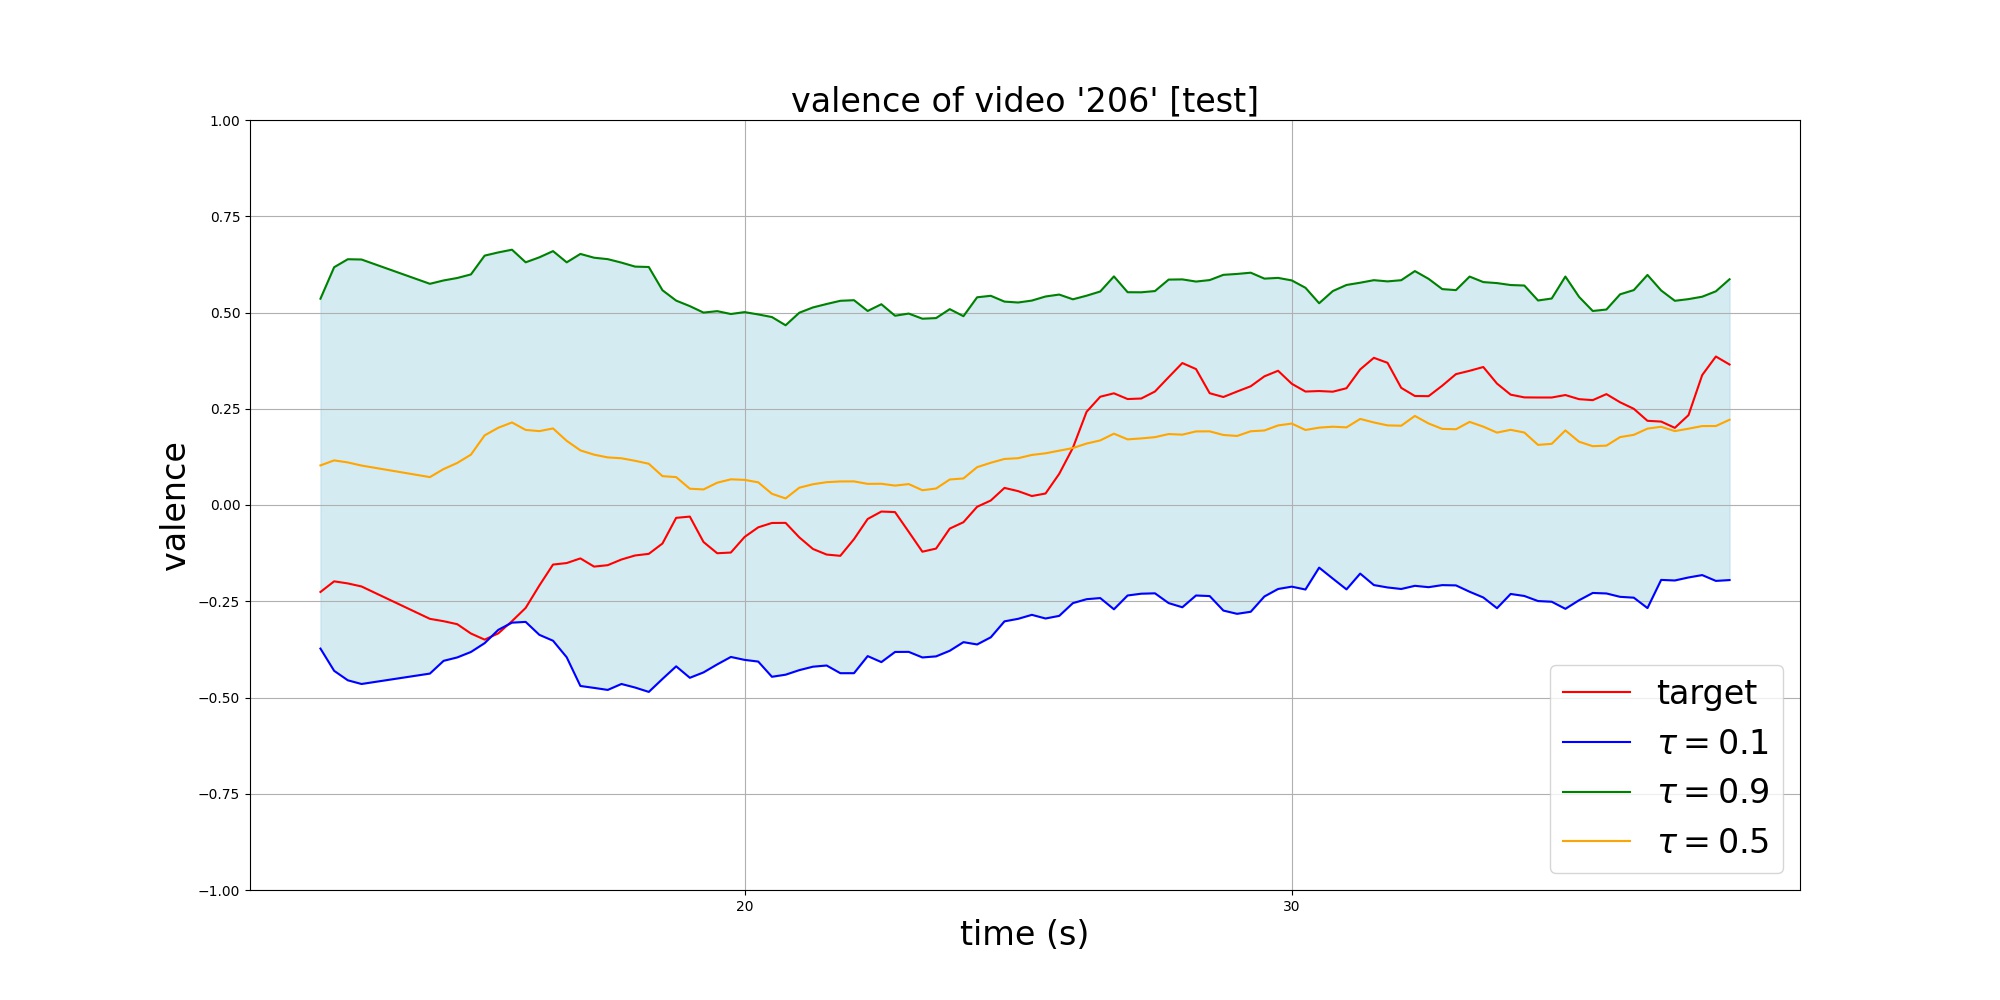 valence of video '206' [test]
1.00
0.75
0.50
0.25
0.00
−0.25
−0.50
−0.75
−1.00
valence
20
30
time (s)
target
τ = 0.1
τ = 0.9
τ = 0.5